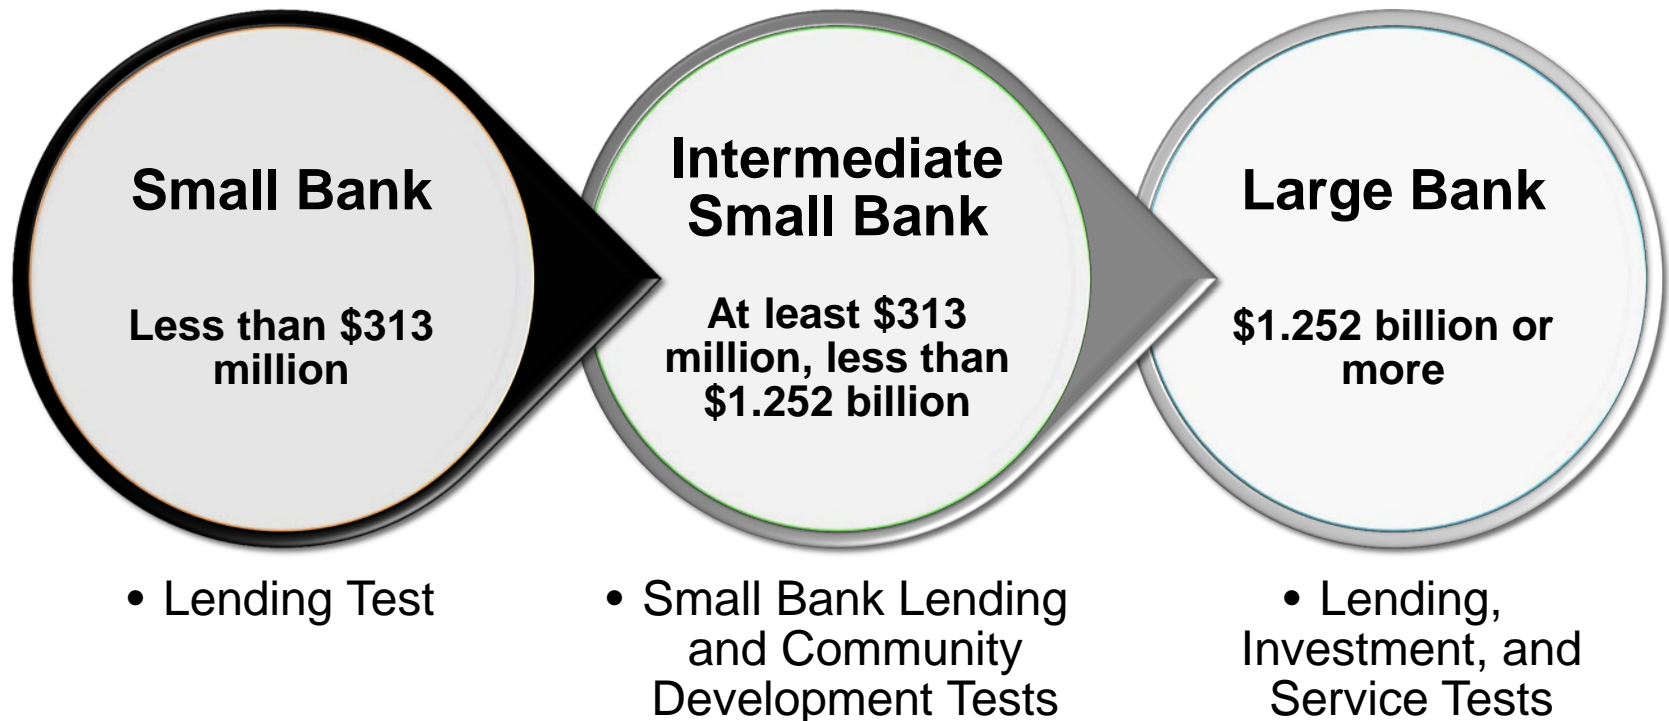 Small Bank
Less than $313
million
• Lending Test
Intermediate
Small Bank
At least $313
million, less than
$1.252 billion
• Small Bank Lending
and Community
Development Tests
Large Bank
$1.252 billion or
more
• Lending,
Investment, and
Service Tests